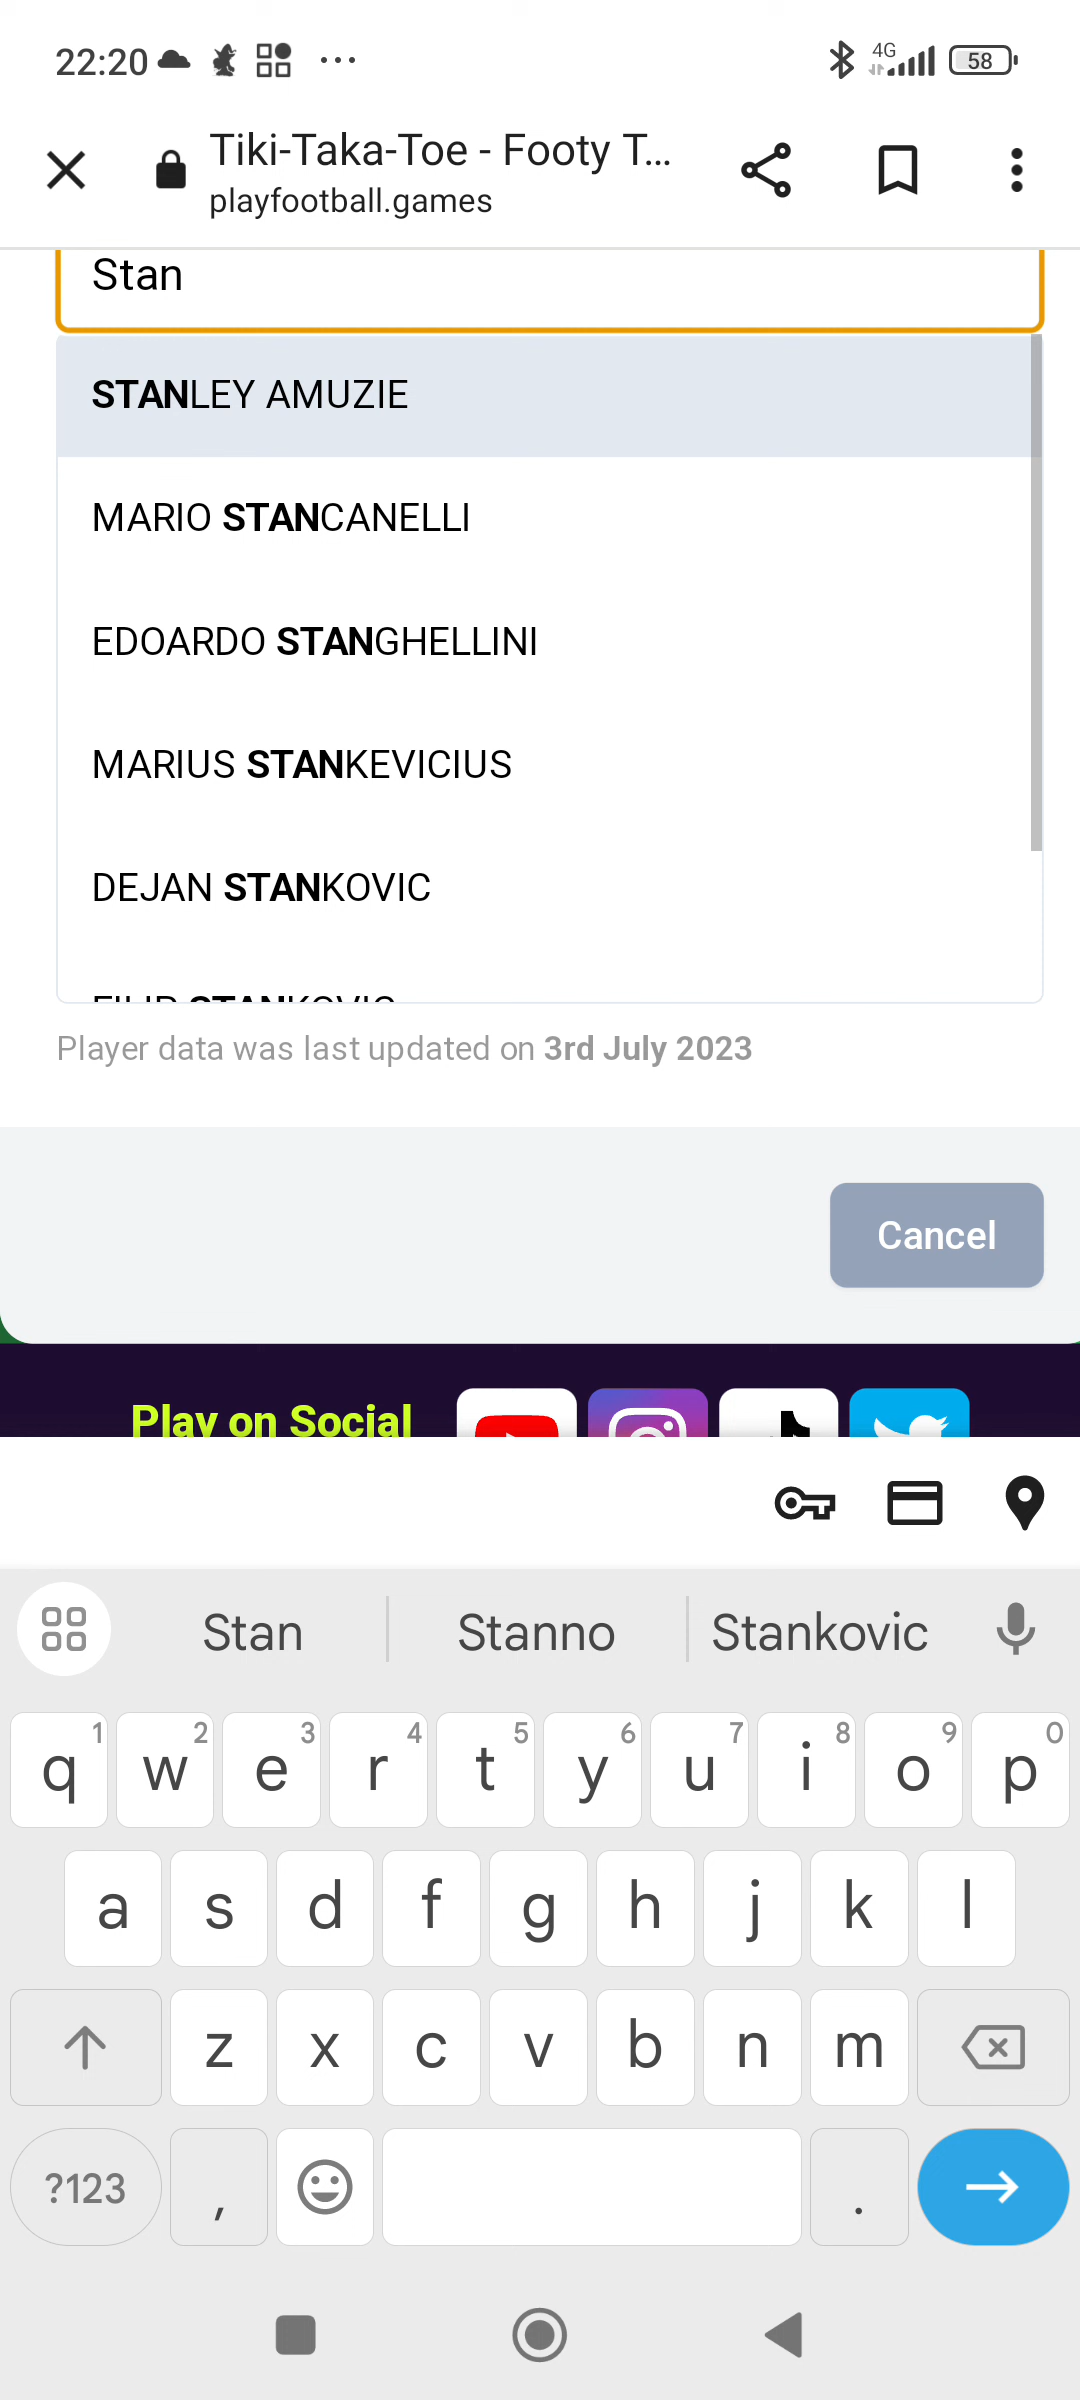 22:20
4G
58
Tiki-Taka-Toe - Footy T...
playfootball.games
Stan
STANLEY AMUZIE
MARIO STANCANELLI
EDOARDO STANGHELLINI
MARIUS STANKEVICIUS
DEJAN STANKOVIC
FILIP STANKOVIC
Player data was last updated on 3rd July 2023
Cancel
Play on Social
Stan Stanno Stankovic
1 2 3 4 5 6 7 8 9 0
q w e r t y u i o p
a s d f g h j k l
z x c v b n m
?123 , .